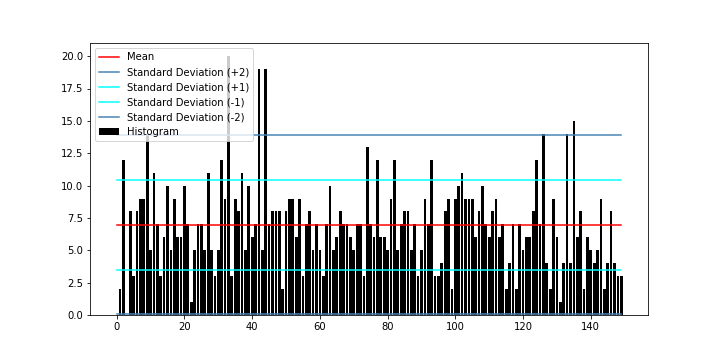 20.0
17.5
15.0
12.5
10.0
7.5
5.0
2.5
0.0
Mean
Standard Deviation (+2)
Standard Deviation (+1)
Standard Deviation (-1)
Standard Deviation (-2)
Histogram
0 20 40 60 80 100 120 140